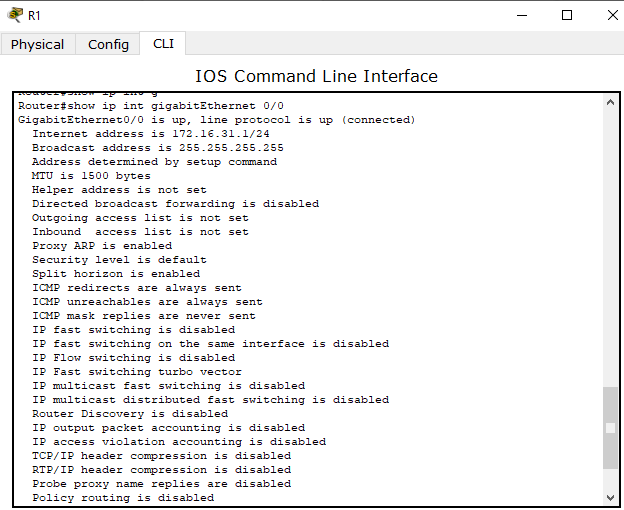 R1
Physical Config CLI
IOS Command Line Interface
Router#show ip int g
Router#show ip int gigabitEthernet 0/0
GigabitEthernet0/0 is up, line protocol is up (connected)
  Internet address is 172.16.31.1/24
  Broadcast address is 255.255.255.255
  Address determined by setup command
  MTU is 1500 bytes
  Helper address is not set
  Directed broadcast forwarding is disabled
  Outgoing access list is not set
  Inbound  access list is not set
  Proxy ARP is enabled
  Security level is default
  Split horizon is enabled
  ICMP redirects are always sent
  ICMP unreachables are always sent
  ICMP mask replies are never sent
  IP fast switching is disabled
  IP fast switching on the same interface is disabled
  IP Flow switching is disabled
  IP Fast switching turbo vector
  IP multicast fast switching is disabled
  IP multicast distributed fast switching is disabled
  Router Discovery is disabled
  IP output packet accounting is disabled
  IP access violation accounting is disabled
  TCP/IP header compression is disabled
  RTP/IP header compression is disabled
  Probe proxy name replies are disabled
  Policy routing is disabled